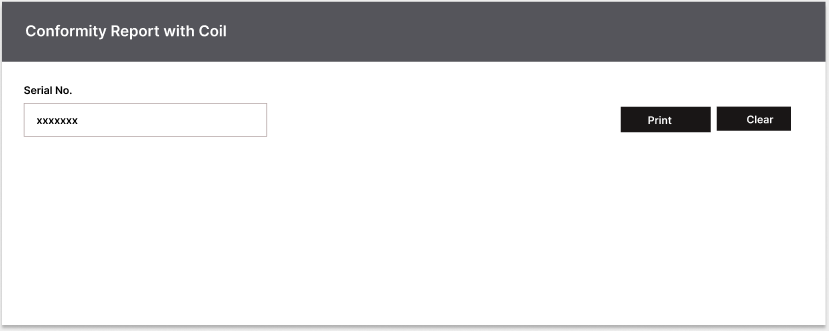 Conformity Report with Coil
Serial No.
xxxxxxx
Print
Clear